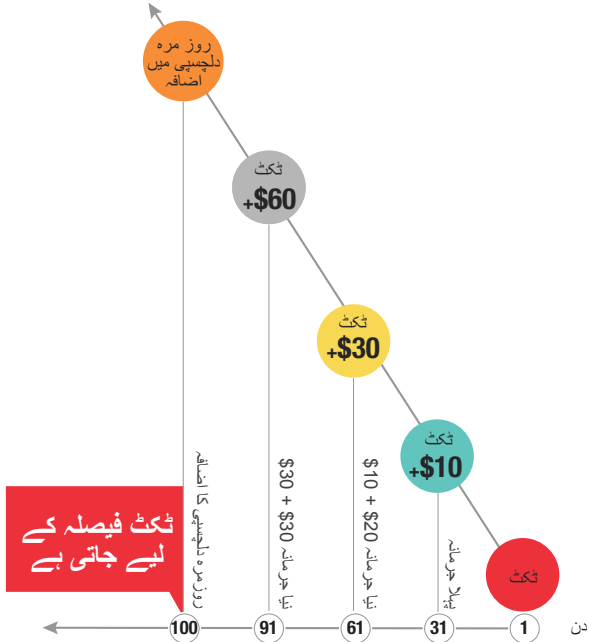 روز مرہ
دلچسپی میں
اضافہ
ٹکٹ
+$60
ٹکٹ
+$30
ٹکٹ
+$10
ٹکٹ
پہلا جرمانہ
نیا جرمانہ $20 + $10
نیا جرمانہ $30 + $30
روز مرہ دلچسپی کا اضافہ
ٹکٹ فیصلہ کے
لیے جاتی ہے
دن
1
31
61
91
100